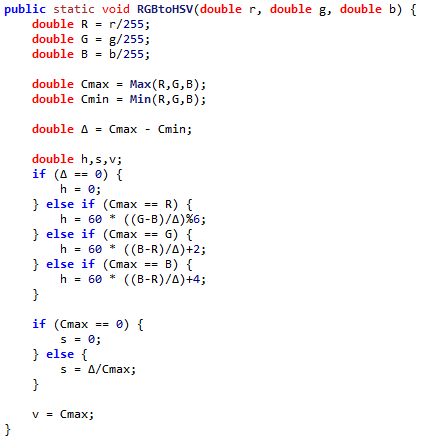 public static void RGBtoHSV(double r, double g, double b) {
    double R = r/255;
    double G = g/255;
    double B = b/255;

    double Cmax = Max(R,G,B);
    double Cmin = Min(R,G,B);

    double Δ = Cmax - Cmin;

    double h,s,v;
    if (Δ == 0) {
        h = 0;
    } else if (Cmax == R) {
        h = 60 * ((G-B)/Δ)%6;
    } else if (Cmax == G) {
        h = 60 * ((B-R)/Δ)+2;
    } else if (Cmax == B) {
        h = 60 * ((B-R)/Δ)+4;
    }

    if (Cmax == 0) {
        s = 0;
    } else {
        s = Δ/Cmax;
    }

    v = Cmax;
}